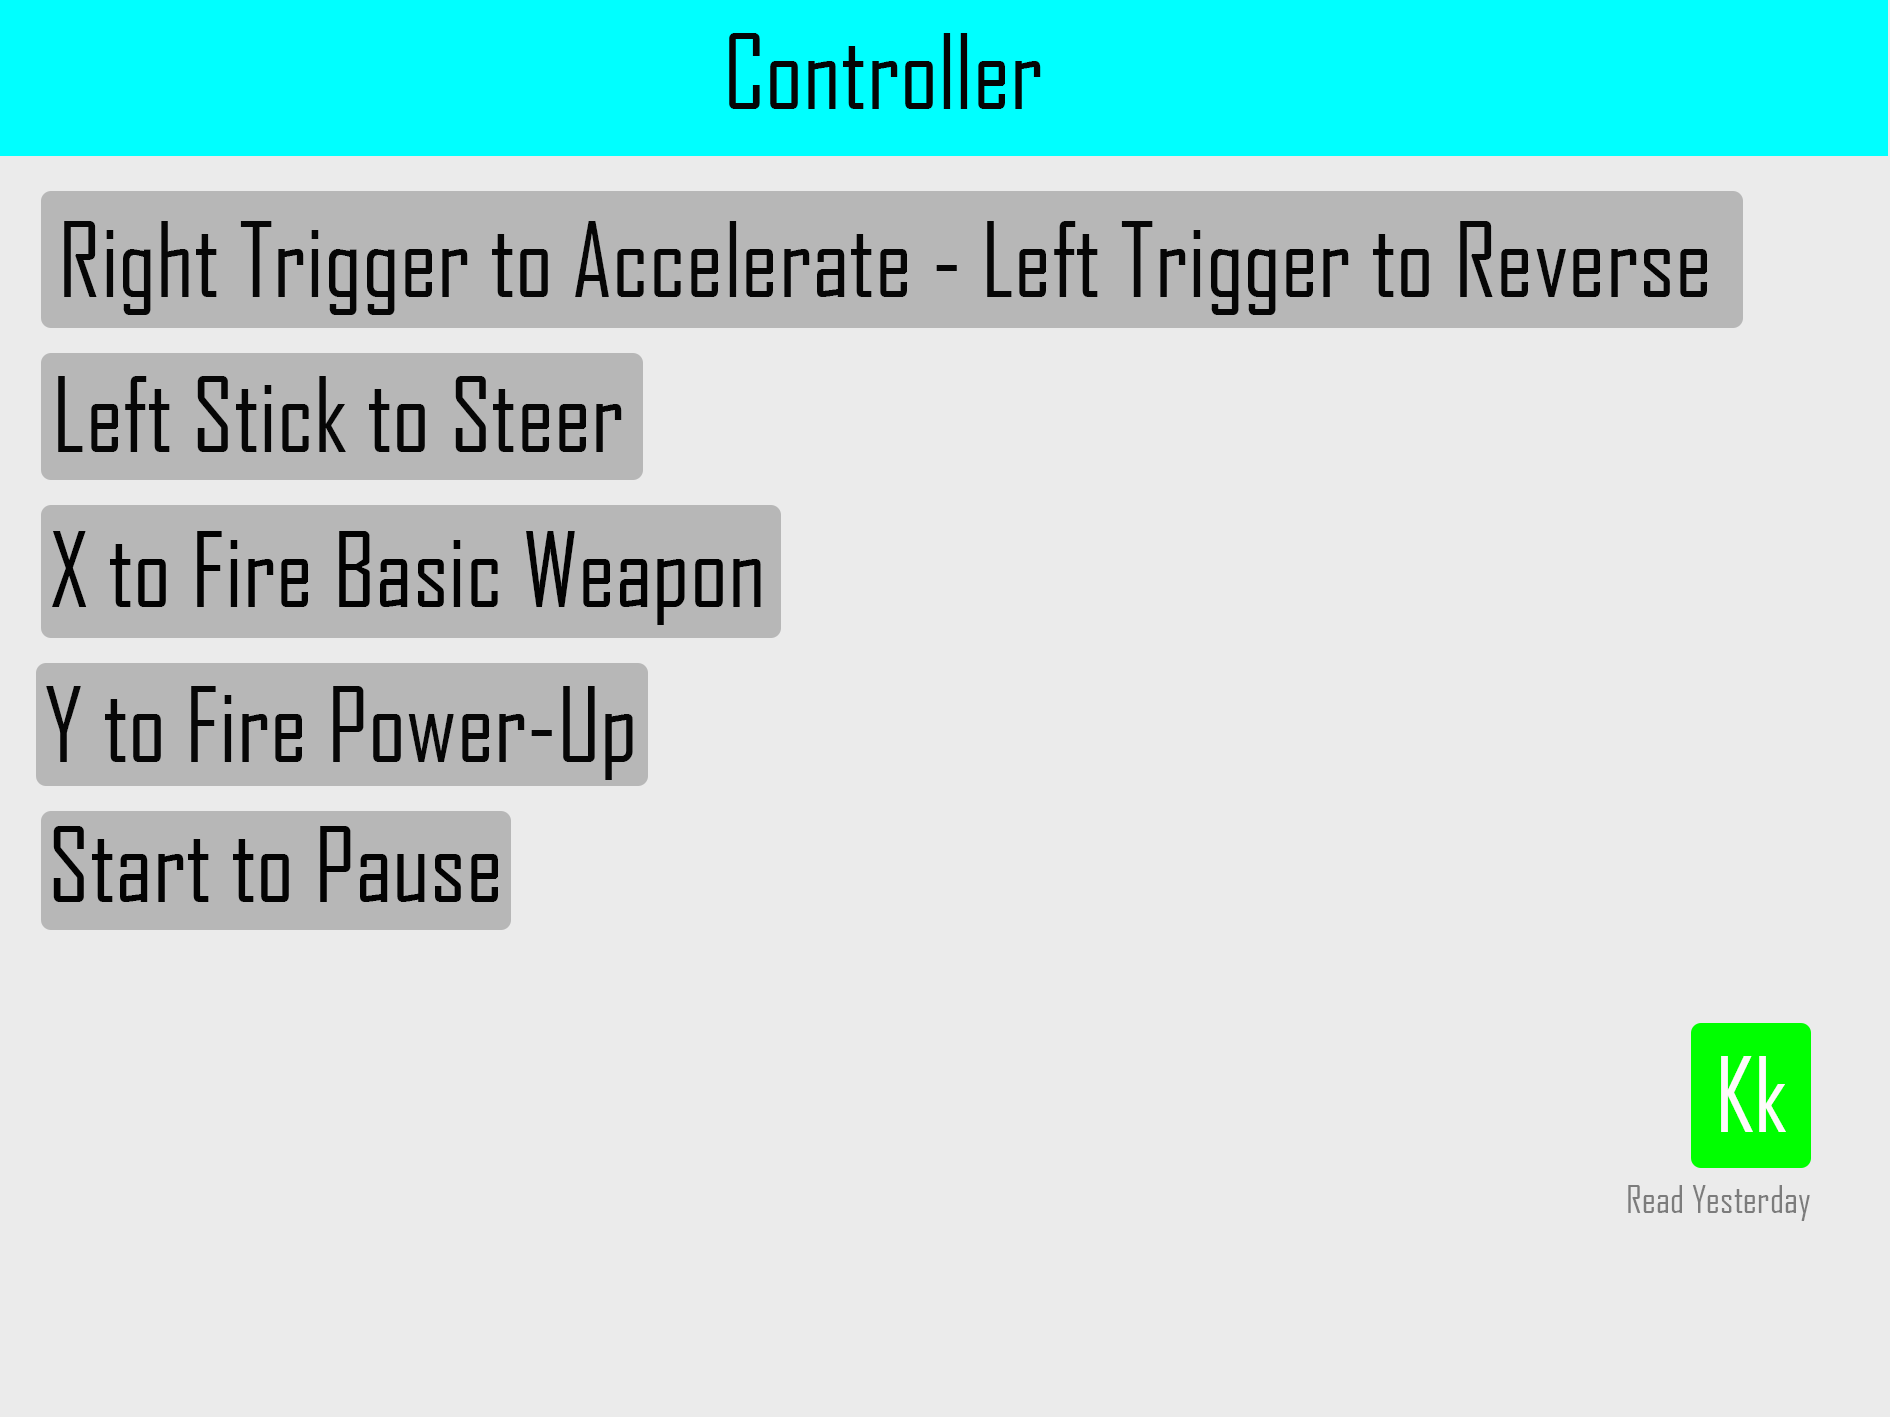 Controller
Right Trigger to Accelerate - Left Trigger to Reverse
Left Stick to Steer
X to Fire Basic Weapon
Y to Fire Power-Up
Start to Pause
Kk
Read Yesterday